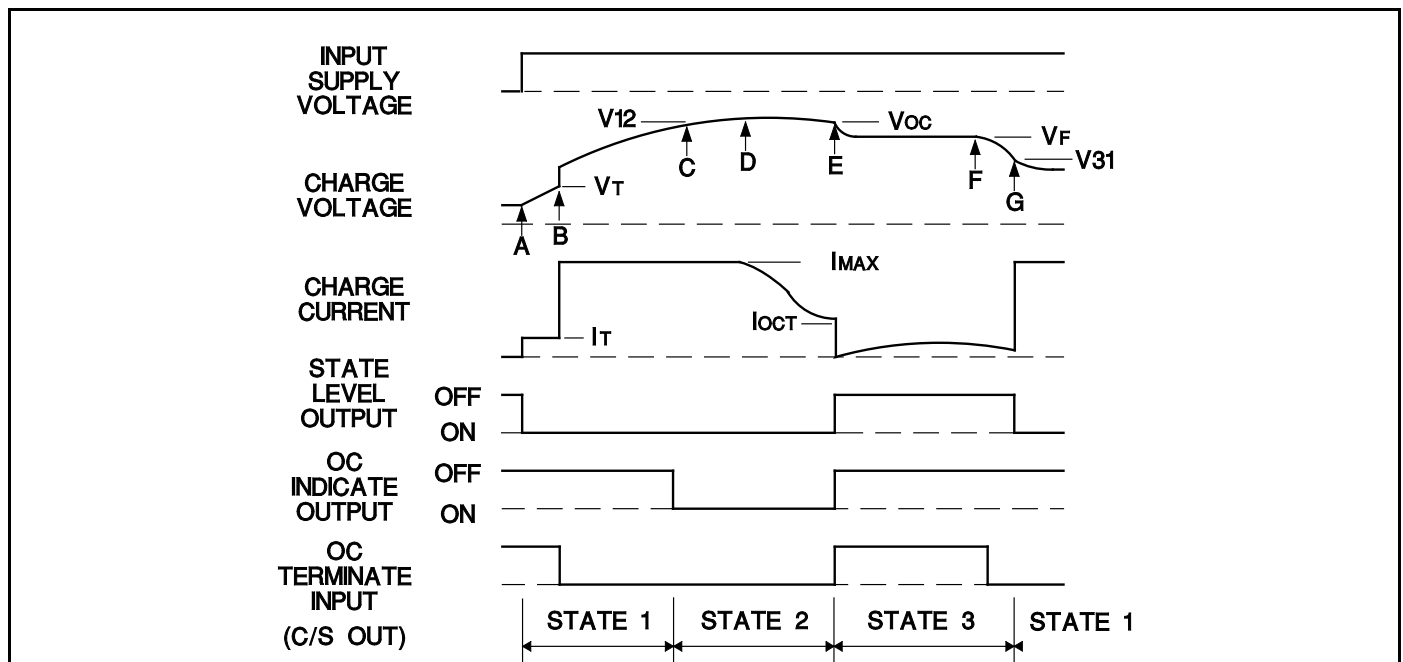 INPUT
SUPPLY
VOLTAGE
V12
VOC
VF
V31
C
D
E
F
G
CHARGE
VOLTAGE
VT
A
B
IMAX
CHARGE
CURRENT
IOCT
IT
STATE
LEVEL
OUTPUT
OFF
ON
OC
INDICATE
OUTPUT
OFF
ON
OC
TERMINATE
INPUT
(C/S OUT)
STATE 1
STATE 2
STATE 3
STATE 1